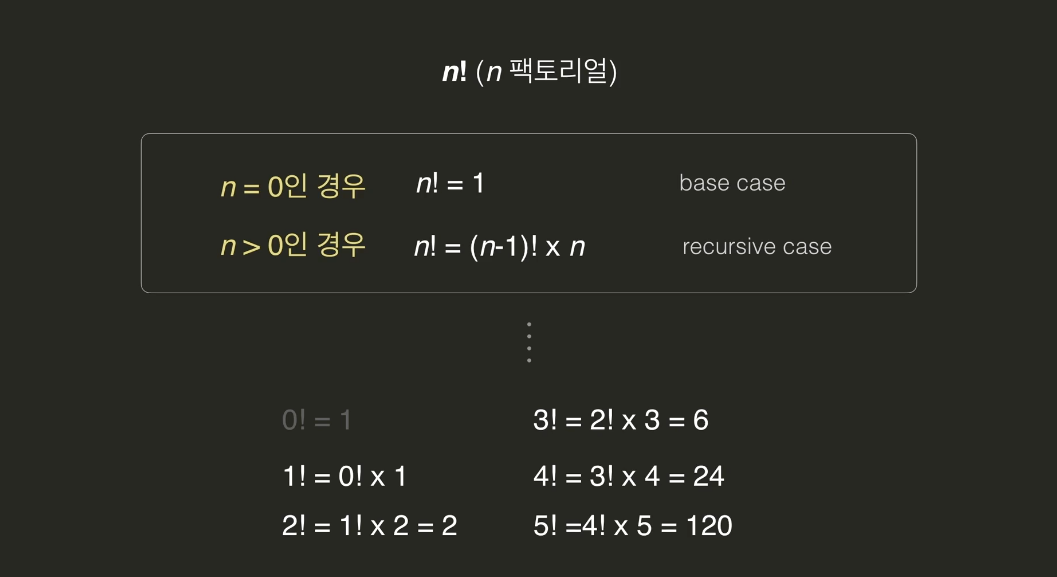 n! (n 팩토리얼)
n = 0인 경우 n! = 1 base case
n > 0인 경우 n! = (n-1)! x n recursive case
0! = 1
1! = 0! x 1
2! = 1! x 2 = 2
3! = 2! x 3 = 6
4! = 3! x 4 = 24
5! =4! x 5 = 120